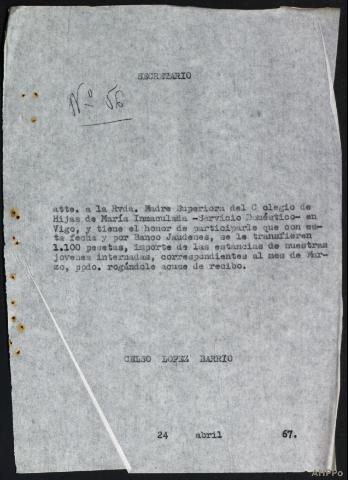 SECRETARIO
Nº 56
atte. a la Rvda. Madre Superiora del C olegio de
Hijas de María Inmaculada -Servicio Doméstico- en
Vigo, y tiene el honor de participarle que con es-
ta fecha y por Banco Jaudenes, se le transfieren
1.100 pesetas, importe de las estancias de nuestras
jovenes internadas, correspondientes al mes de Mar-
zo, ppdo. rogándole acuse de recibo.
CELSO LOPEZ BARRIO
24 abril 67.
AHPPo